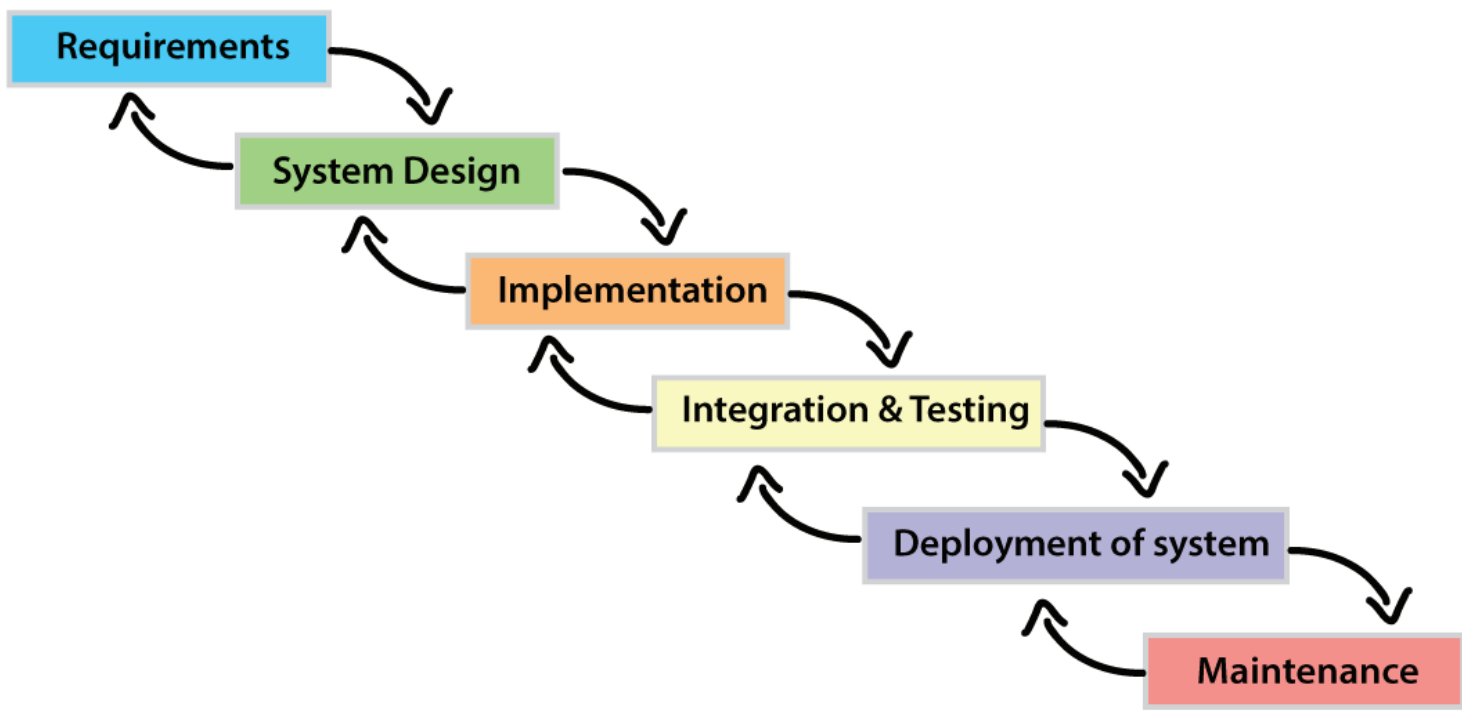 Requirements
System Design
Implementation
Integration & Testing
Deployment of system
Maintenance